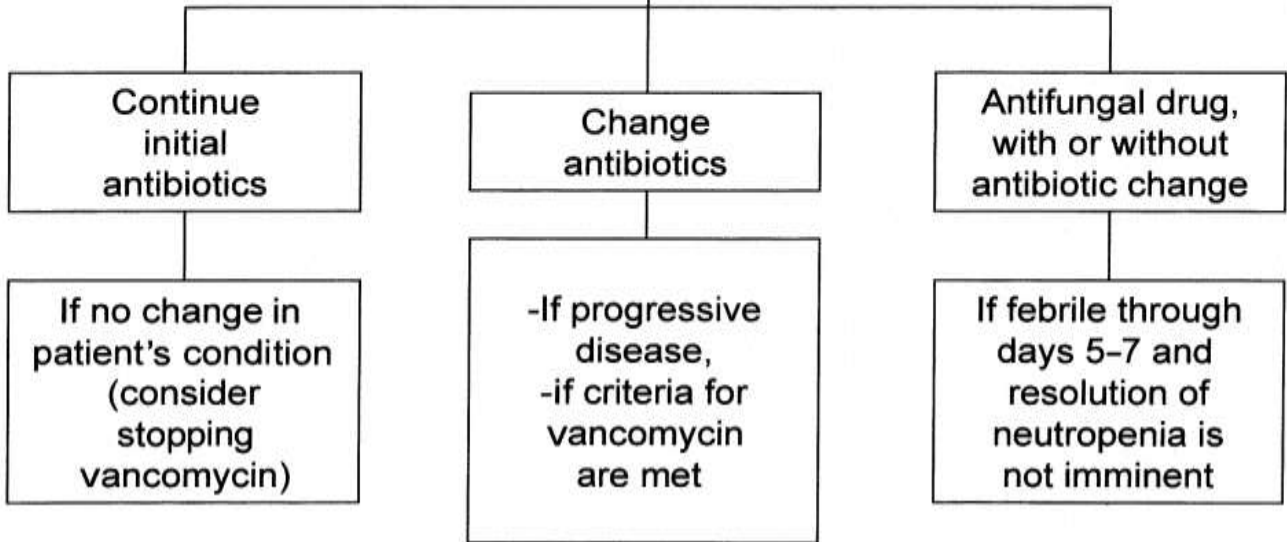 Continue
initial
antibiotics
If no change in
patient's condition
(consider
stopping
vancomycin)
Change
antibiotics
-If progressive
disease,
-if criteria for
vancomycin
are met
Antifungal drug,
with or without
antibiotic change
If febrile through
days 5–7 and
resolution of
neutropenia is
not imminent